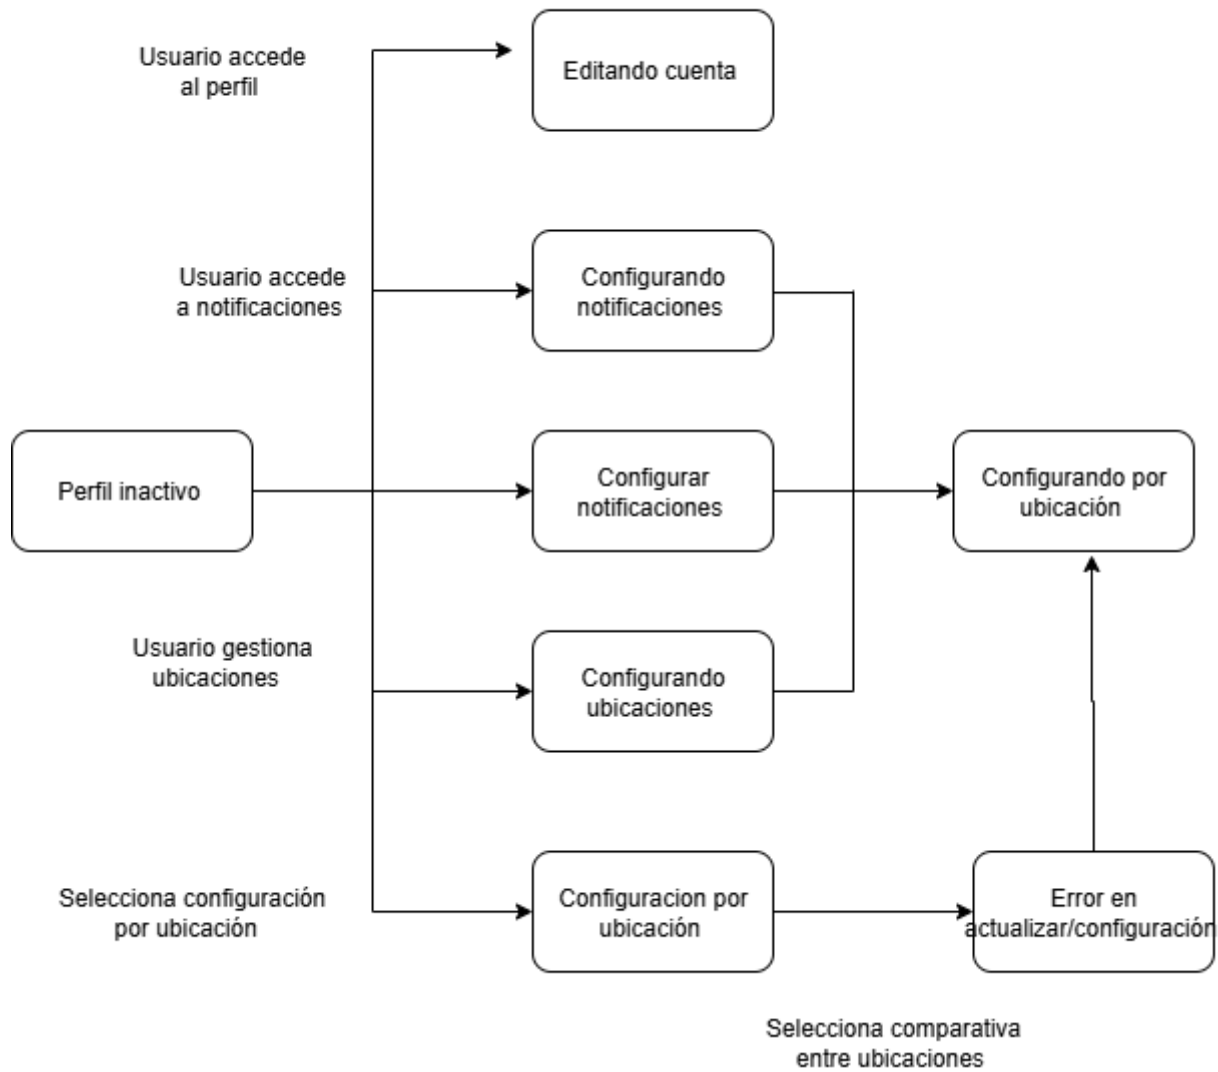 Usuario accede
al perfil
Editando cuenta
Usuario accede
a notificaciones
Configurando
notificaciones
Perfil inactivo
Configurar
notificaciones
Configurando por
ubicación
Usuario gestiona
ubicaciones
Configurando
ubicaciones
Selecciona configuración
por ubicación
Configuracion por
ubicación
Error en
actualizar/configuración
Selecciona comparativa
entre ubicaciones